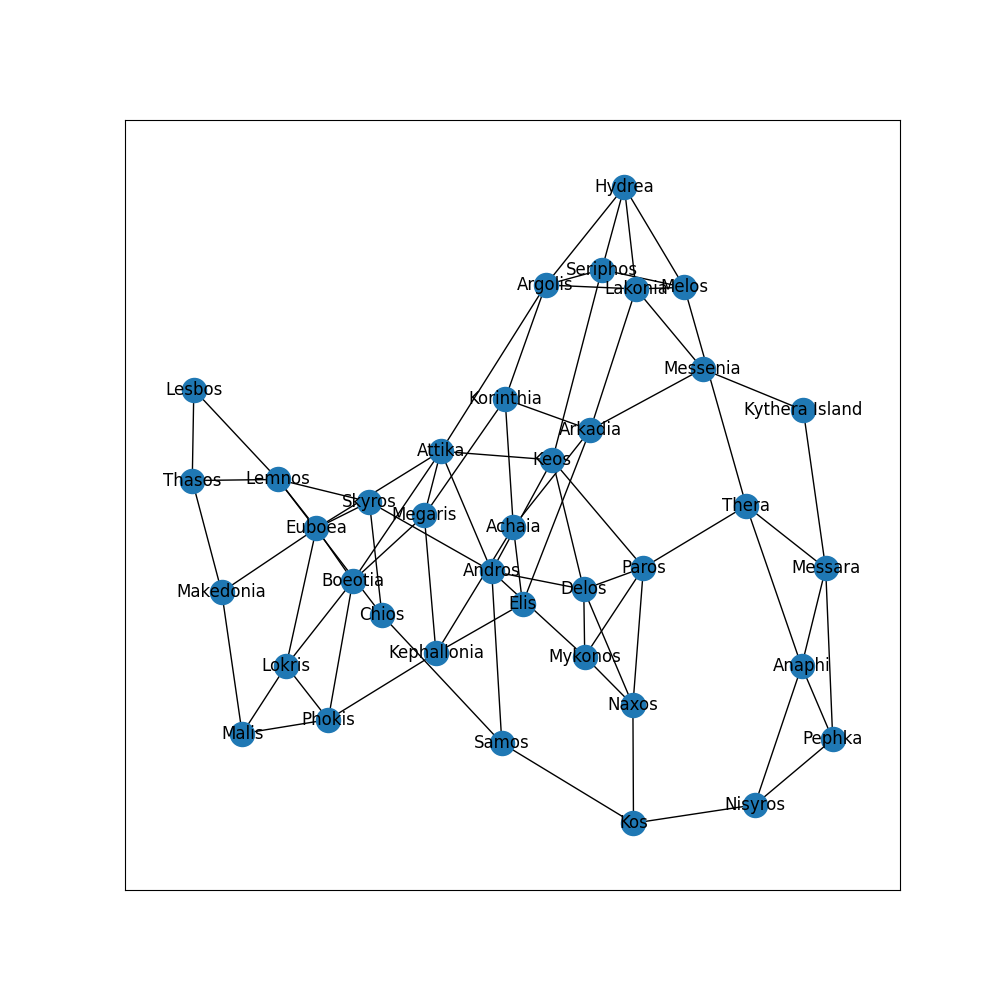 Hydrea
Seriphos
Argolis
Lakonia
Melos
Messenia
Lesbos
Korinthia
Kythera Island
Arkadia
Attika
Keos
Thasos
Lemnos
Skyros
Thera
Megaris
Euboea
Achaia
Makedonia
Boeotia
Andros
Paros
Messara
Delos
Chios
Elis
Kephallonia
Mykonos
Lokris
Anaphi
Naxos
Malis
Phokis
Samos
Pephka
Nisyros
Kos